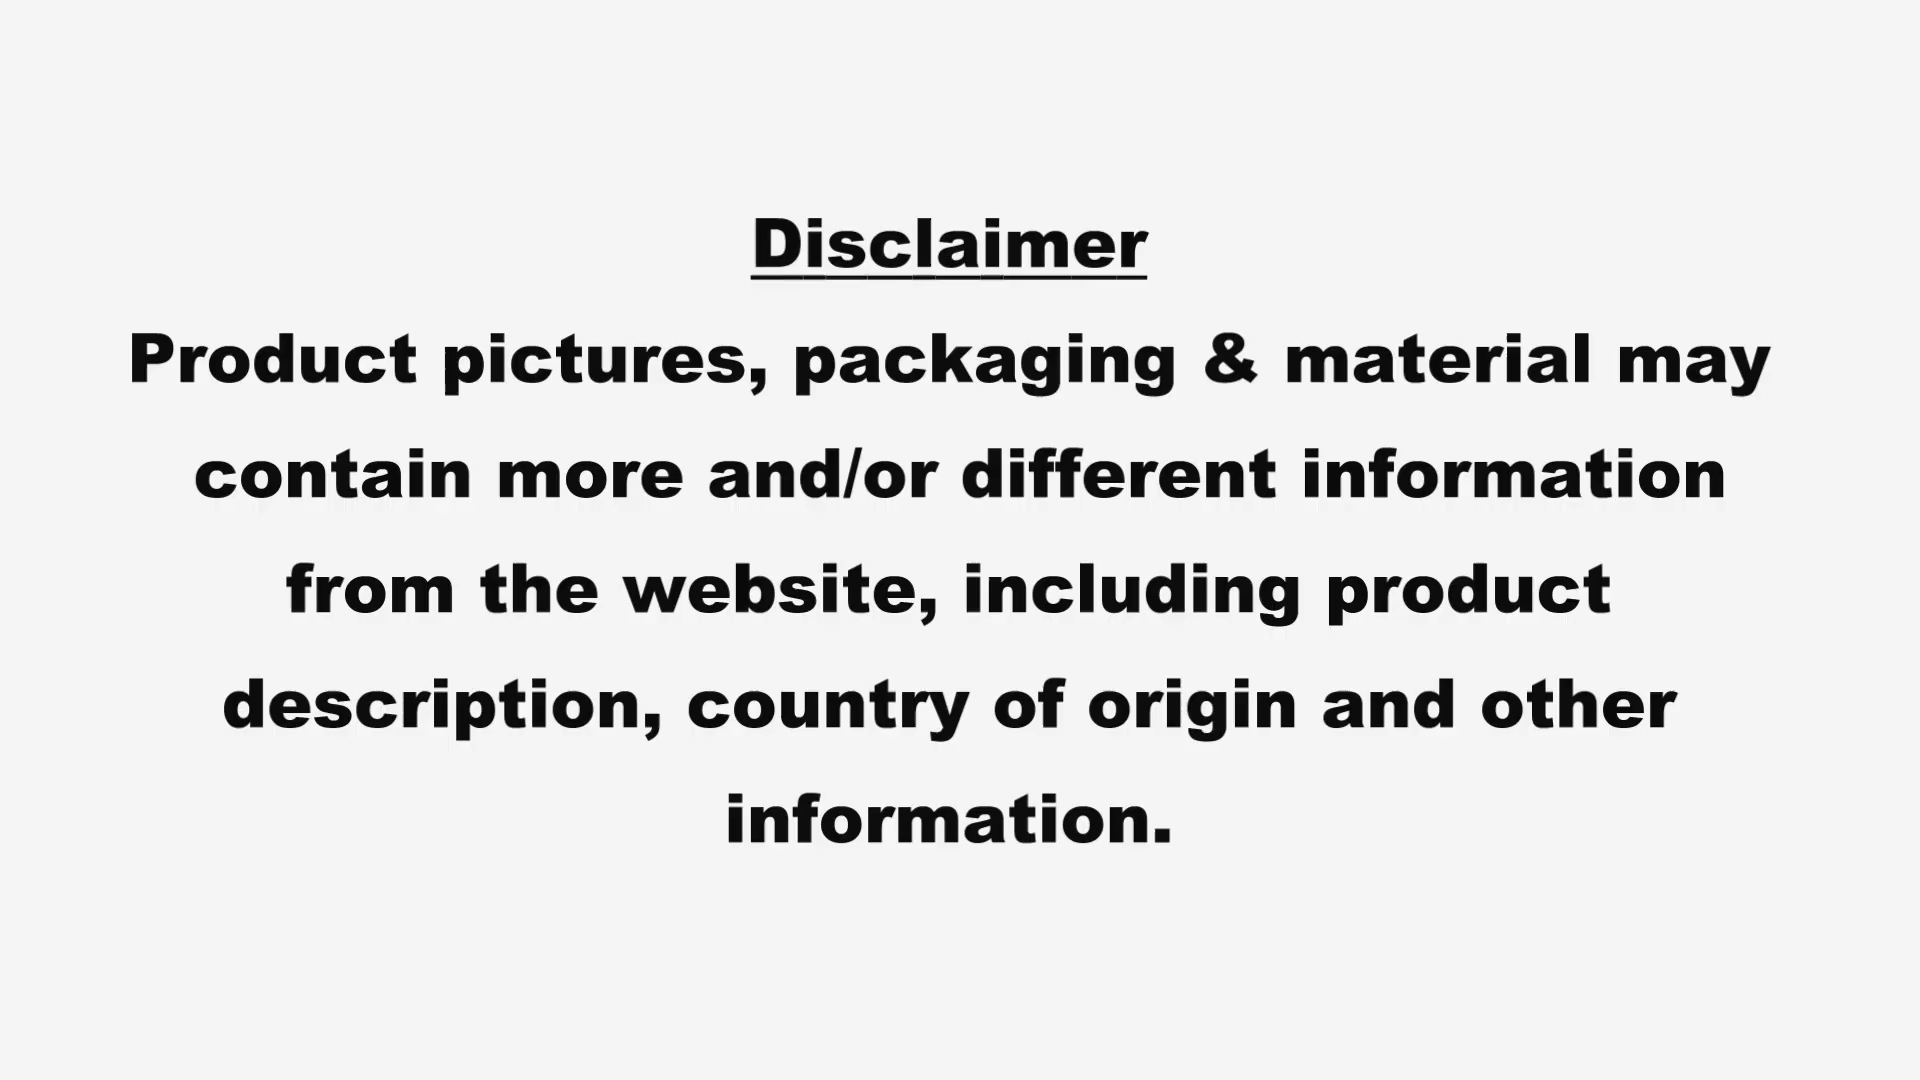 Disclaimer
Product pictures, packaging & material may
contain more and/or different information
from the website, including product
description, country of origin and other
information.